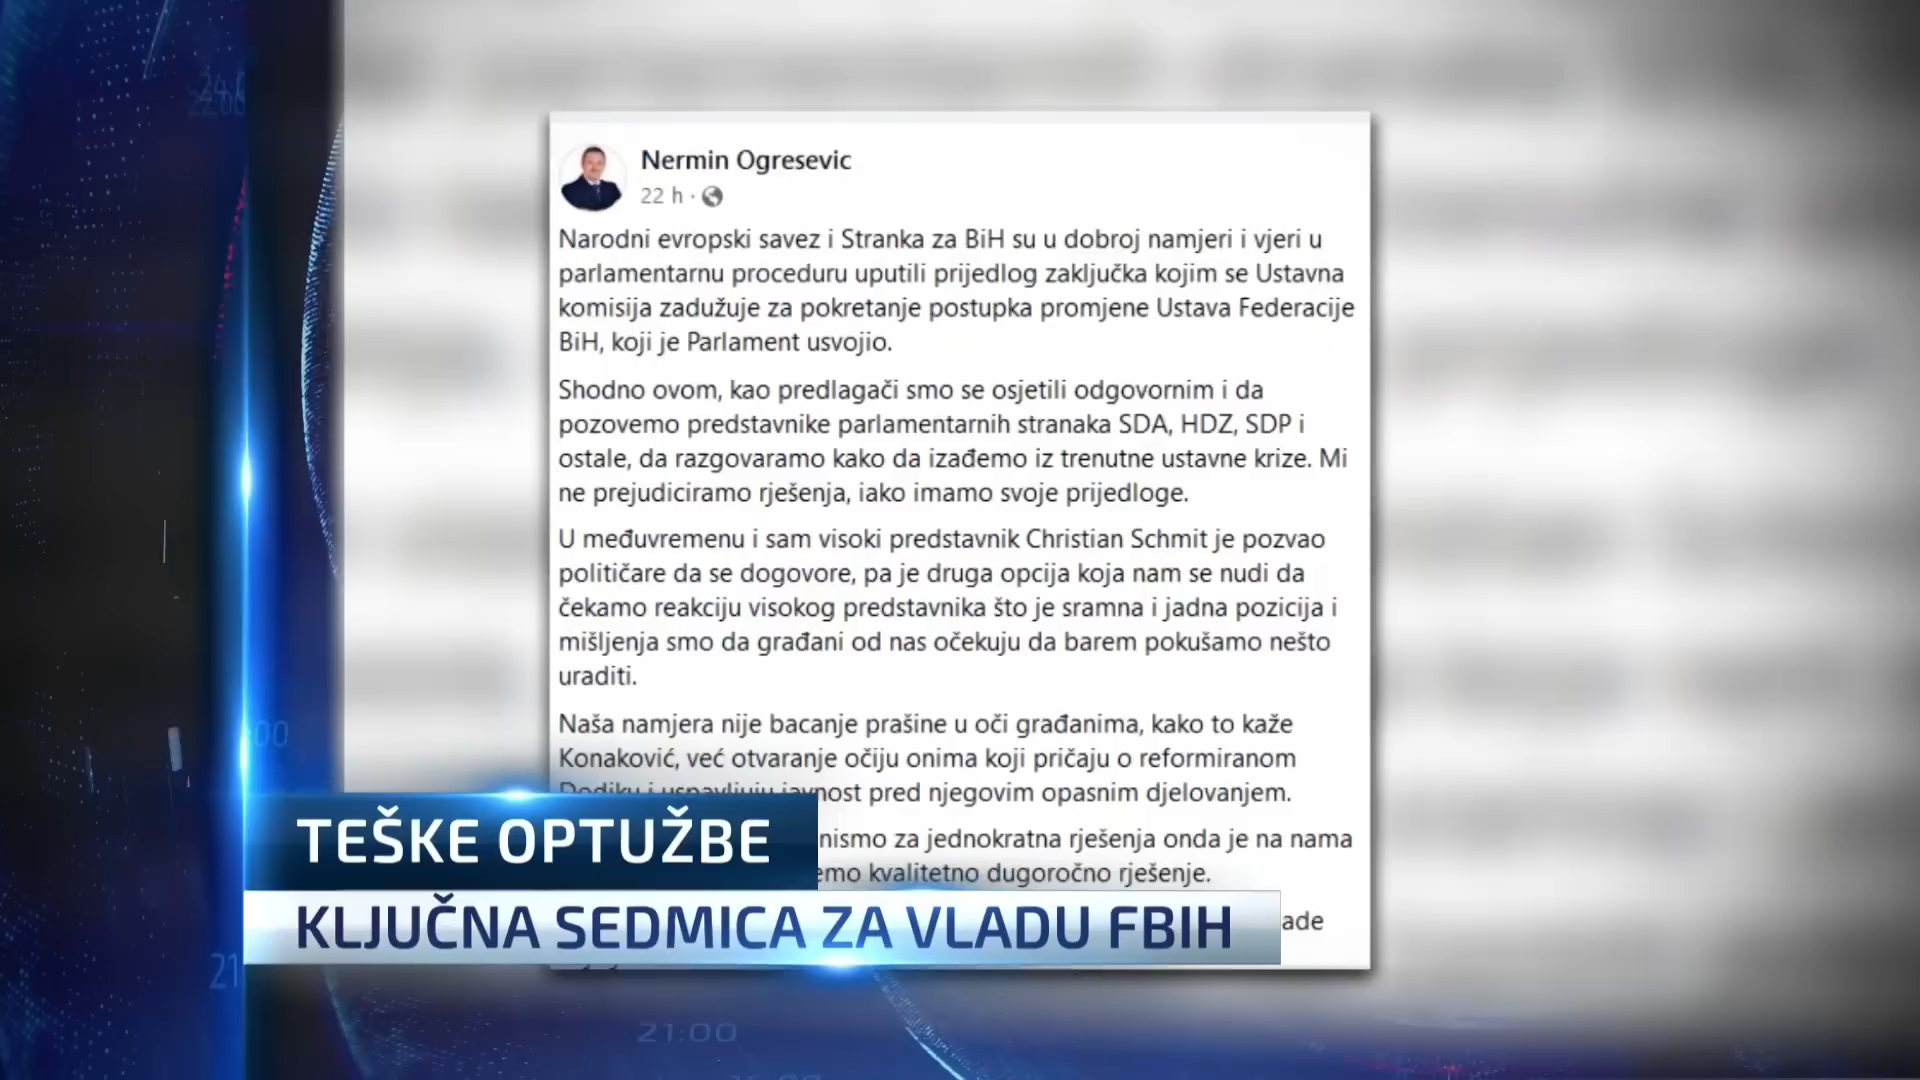 Nermin Ogresevic
22 h ·
Narodni evropski savez i Stranka za BiH su u dobroj namjeri i vjeri u
parlamentarnu proceduru uputili prijedlog zaključka kojim se Ustavna
komisija zadužuje za pokretanje postupka promjene Ustava Federacije
BiH, koji je Parlament usvojio.
Shodno ovom, kao predlagači smo se osjetili odgovornim i da
pozovemo predstavnike parlamentarnih stranaka SDA, HDZ, SDP i
ostale, da razgovaramo kako da izađemo iz trenutne ustavne krize. Mi
ne prejudiciramo rješenja, iako imamo svoje prijedloge.
U međuvremenu i sam visoki predstavnik Christian Schmit je pozvao
političare da se dogovore, pa je druga opcija koja nam se nudi da
čekamo reakciju visokog predstavnika što je sramna i jadna pozicija i
mišljenja smo da građani od nas očekuju da barem pokušamo nešto
uraditi.
Naša namjera nije bacanje prašine u oči građanima, kako to kaže
Konaković, već otvaranje očiju onima koji pričaju o reformiranom
Dodiku i uspavljuju javnost pred njegovim opasnim djelovanjem.
nismo za jednokratna rješenja onda je na nama
emo kvalitetno dugoročno rješenje.
ade
TEŠKE OPTUŽBE
KLJUČNA SEDMICA ZA VLADU FBIH
21:00